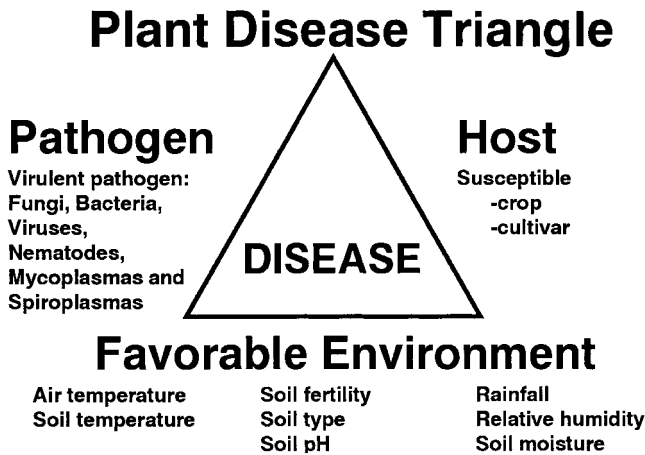 Plant Disease Triangle
Pathogen
Virulent pathogen:
Fungi, Bacteria,
Viruses,
Nematodes,
Mycoplasmas and
Spiroplasmas
Host
Susceptible
-crop
-cultivar
DISEASE
Favorable Environment
Air temperature
Soil temperature
Soil fertility
Soil type
Soil pH
Rainfall
Relative humidity
Soil moisture